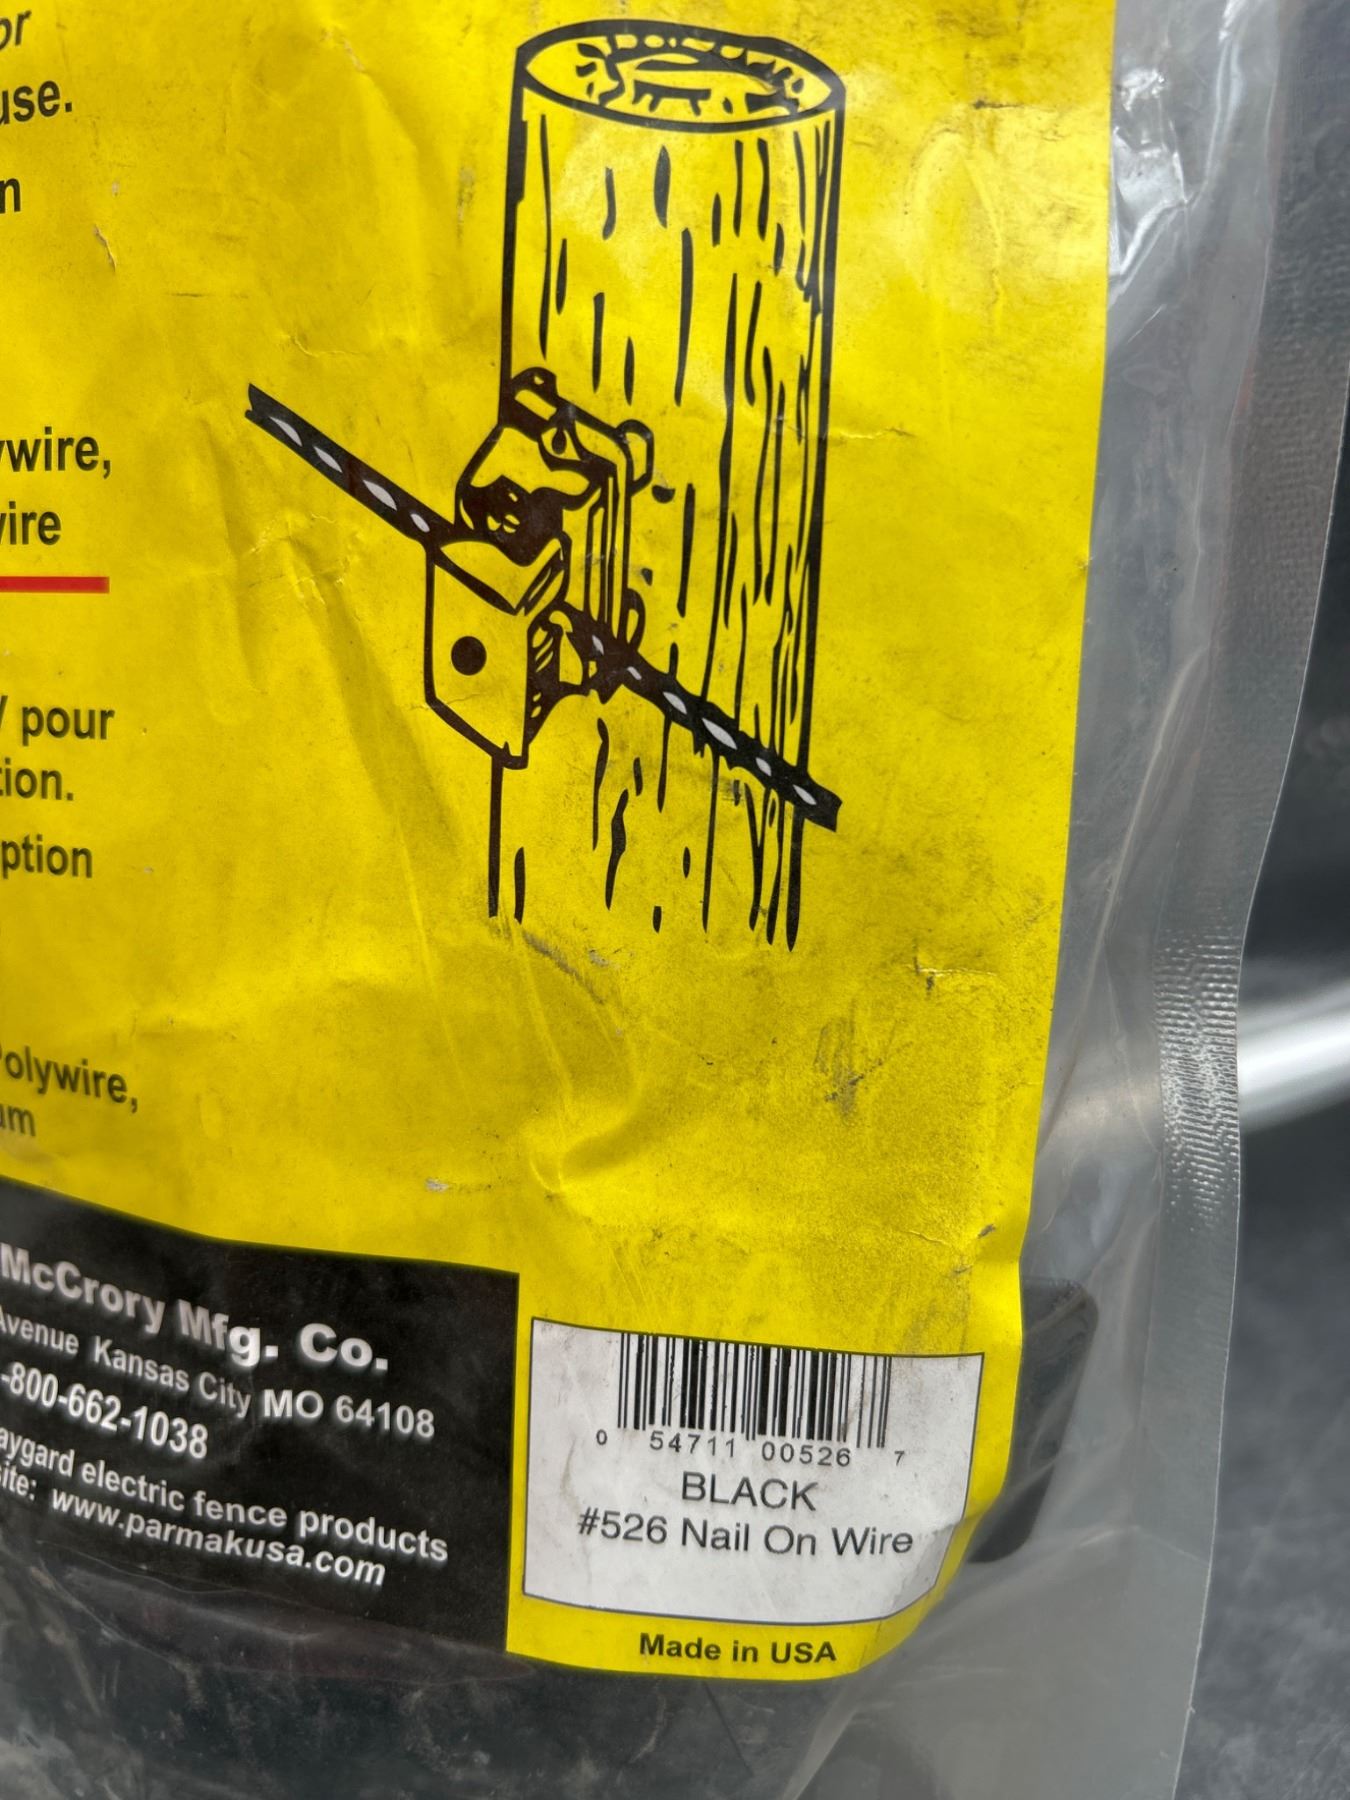 or
use.
n
ywire,
wire
pour
tion.
ption
Polywire,
um
McCrory Mfg. Co.
Avenue Kansas City MO 64108
-800-662-1038
aygard electric fence products
site: www.parmakusa.com
0 54711 00526 7
BLACK
#526 Nail On Wire
Made in USA